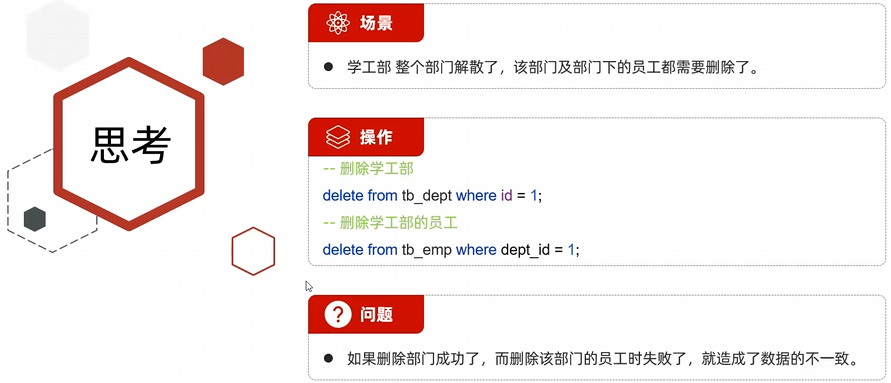 思考
场景
学工部 整个部门解散了，该部门及部门下的员工都需要删除了。
操作
-- 删除学工部
delete from tb_dept where id = 1;
-- 删除学工部的员工
delete from tb_emp where dept_id = 1;
问题
如果删除部门成功了，而删除该部门的员工时失败了，就造成了数据的不一致。